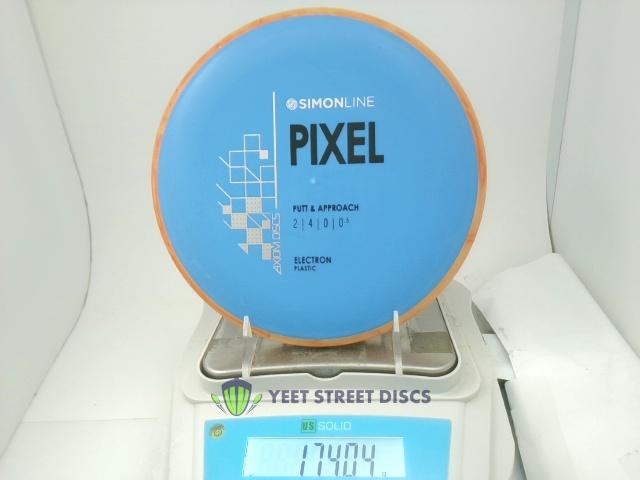 SIMONLINE
PIXEL
PUTT & APPROACH
2 | 4 | 0 | 0.5
ELECTRON
PLASTIC
AXIOM DISCS
YEET STREET DISCS
US SOLID
174.04 g